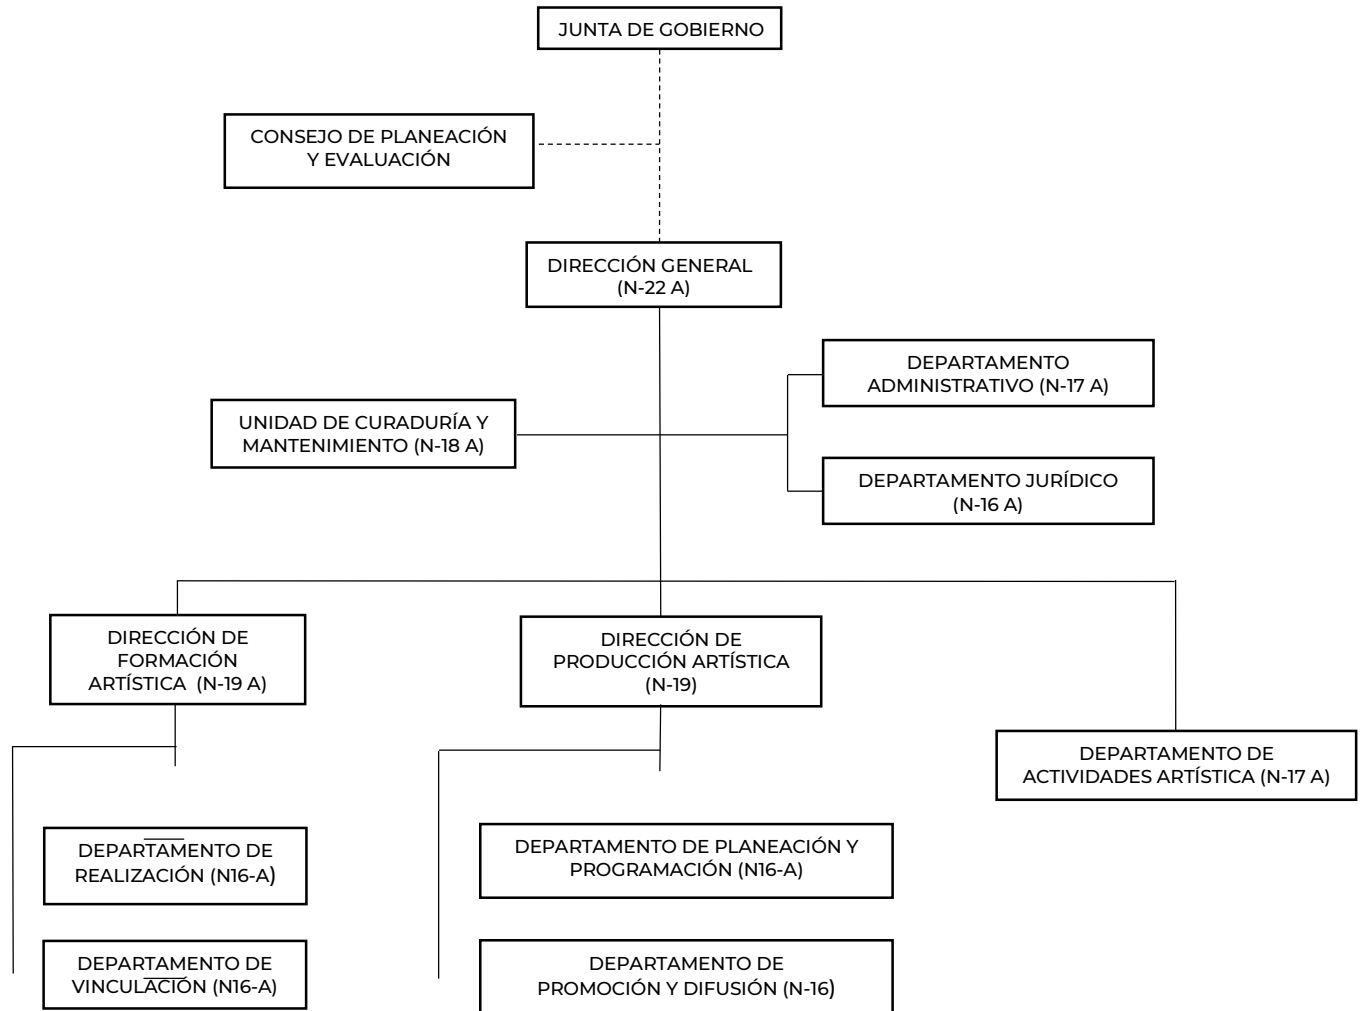 JUNTA DE GOBIERNO
CONSEJO DE PLANEACIÓN
Y EVALUACIÓN
DIRECCIÓN GENERAL
(N-22 A)
DEPARTAMENTO
ADMINISTRATIVO (N-17 A)
UNIDAD DE CURADURÍA Y
MANTENIMIENTO (N-18 A)
DEPARTAMENTO JURÍDICO
(N-16 A)
DIRECCIÓN DE
FORMACIÓN
ARTÍSTICA (N-19 A)
DIRECCIÓN DE
PRODUCCIÓN ARTÍSTICA
(N-19)
DEPARTAMENTO DE
ACTIVIDADES ARTÍSTICA (N-17 A)
DEPARTAMENTO DE
REALIZACIÓN (N16-A)
DEPARTAMENTO DE PLANEACIÓN Y
PROGRAMACIÓN (N16-A)
DEPARTAMENTO DE
VINCULACIÓN (N16-A)
DEPARTAMENTO DE
PROMOCIÓN Y DIFUSIÓN (N-16)